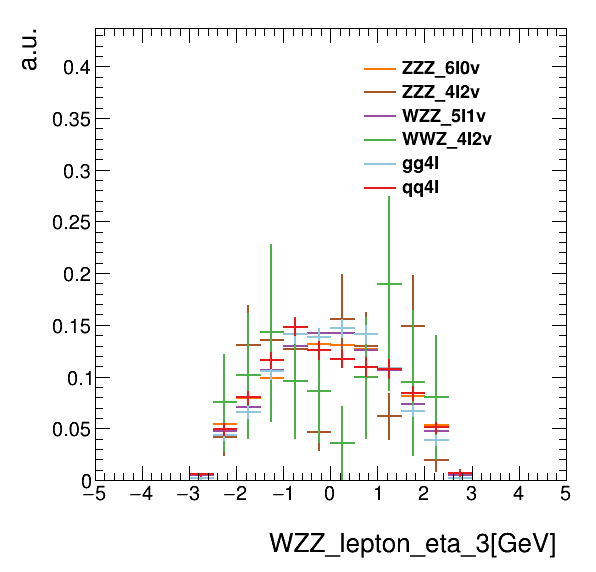 a.u.
0.4
0.35
0.3
0.25
0.2
0.15
0.1
0.05
0
ZZZ_6l0v
ZZZ_4l2v
WZZ_5l1v
WWZ_4l2v
gg4l
qq4l
−5 −4 −3 −2 −1 0 1 2 3 4 5
WZZ_lepton_eta_3[GeV]